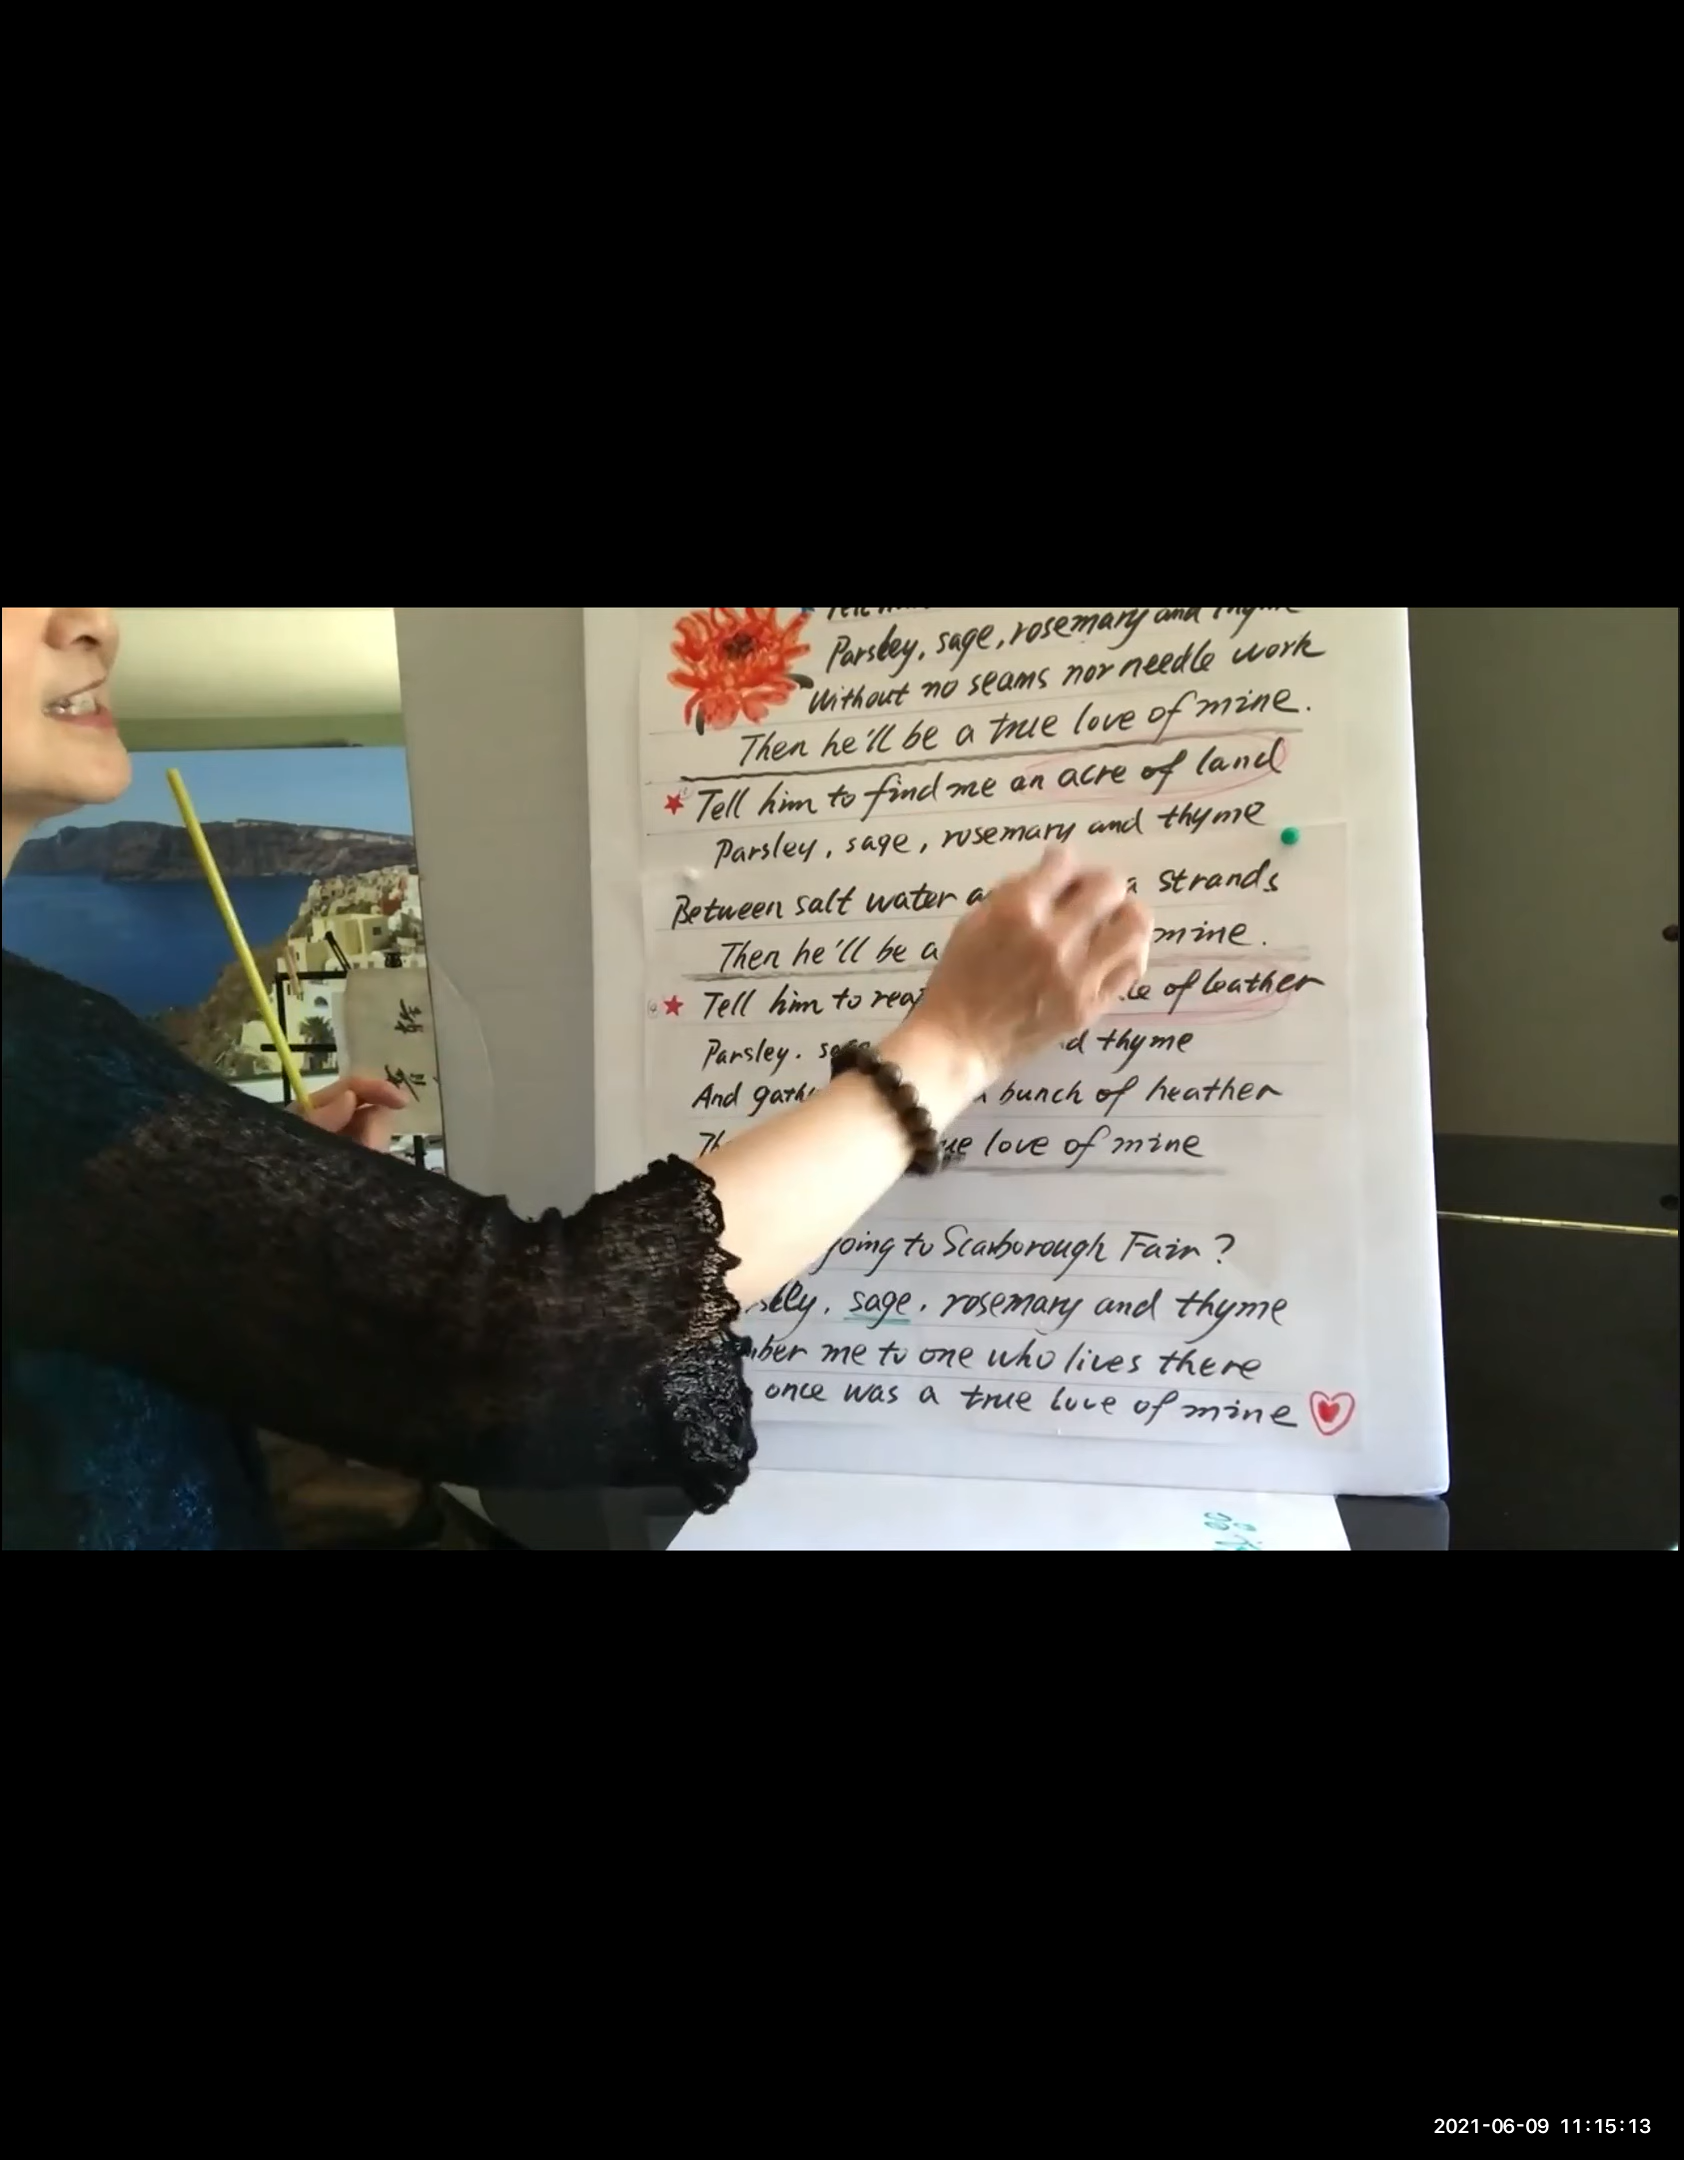 Parsley, sage, rosemary and thyme
Without no seams nor needle work
Then he'll be a true love of mine.
Tell him to find me an acre of land
Parsley, sage, rosemary and thyme
Between salt water a strands
Then he'll be a mine.
Tell him to of leather
Parsley. thyme
And bunch of heather
love of mine
going to Scarborough Fair?
sage. rosemary and thyme
me to one who lives there
once was a true love of mine
2021-06-09 11:15:13